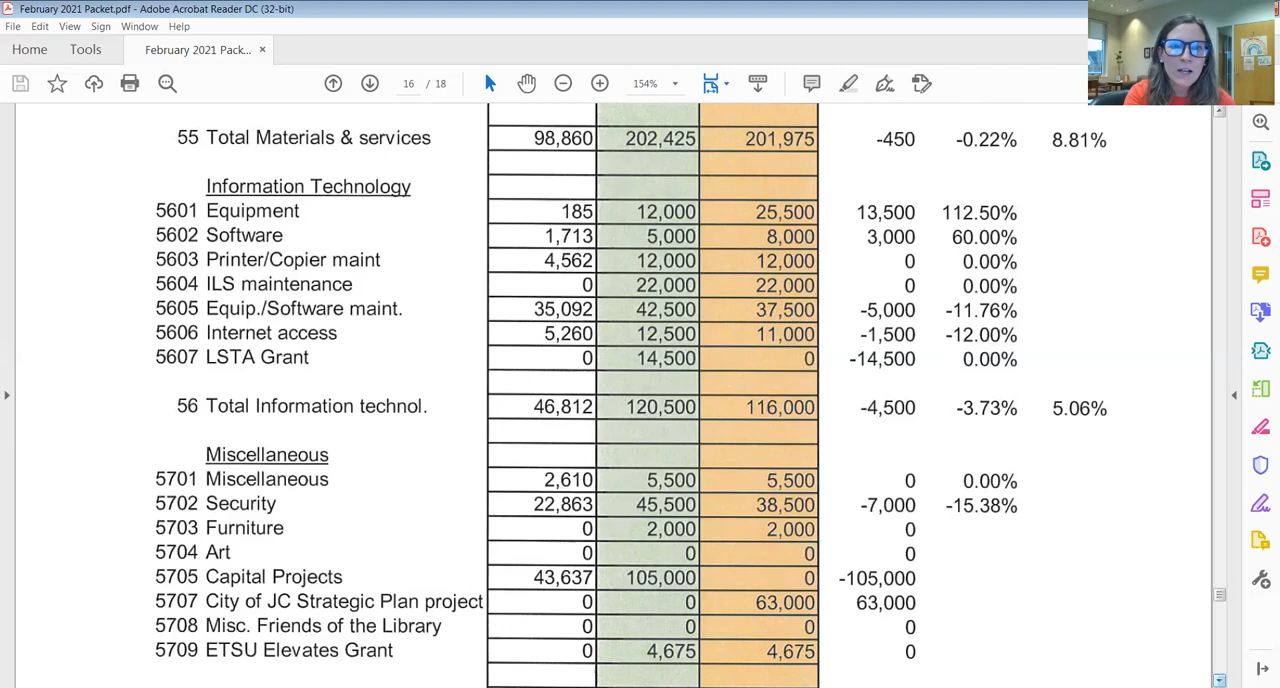 February 2021 Packet.pdf - Adobe Acrobat Reader DC (32-bit)
File Edit View Sign Window Help
Home Tools February 2021 Pack... ×
16 / 18 154%
55 Total Materials & services 98,860 202,425 201,975 -450 -0.22% 8.81%
Information Technology
5601 Equipment 185 12,000 25,500 13,500 112.50%
5602 Software 1,713 5,000 8,000 3,000 60.00%
5603 Printer/Copier maint 4,562 12,000 12,000 0 0.00%
5604 ILS maintenance 0 22,000 22,000 0 0.00%
5605 Equip./Software maint. 35,092 42,500 37,500 -5,000 -11.76%
5606 Internet access 5,260 12,500 11,000 -1,500 -12.00%
5607 LSTA Grant 0 14,500 0 -14,500 0.00%
56 Total Information technol. 46,812 120,500 116,000 -4,500 -3.73% 5.06%
Miscellaneous
5701 Miscellaneous 2,610 5,500 5,500 0 0.00%
5702 Security 22,863 45,500 38,500 -7,000 -15.38%
5703 Furniture 0 2,000 2,000 0
5704 Art 0 0 0 0
5705 Capital Projects 43,637 105,000 0 -105,000
5707 City of JC Strategic Plan project 0 0 63,000 63,000
5708 Misc. Friends of the Library 0 0 0 0
5709 ETSU Elevates Grant 0 4,675 4,675 0